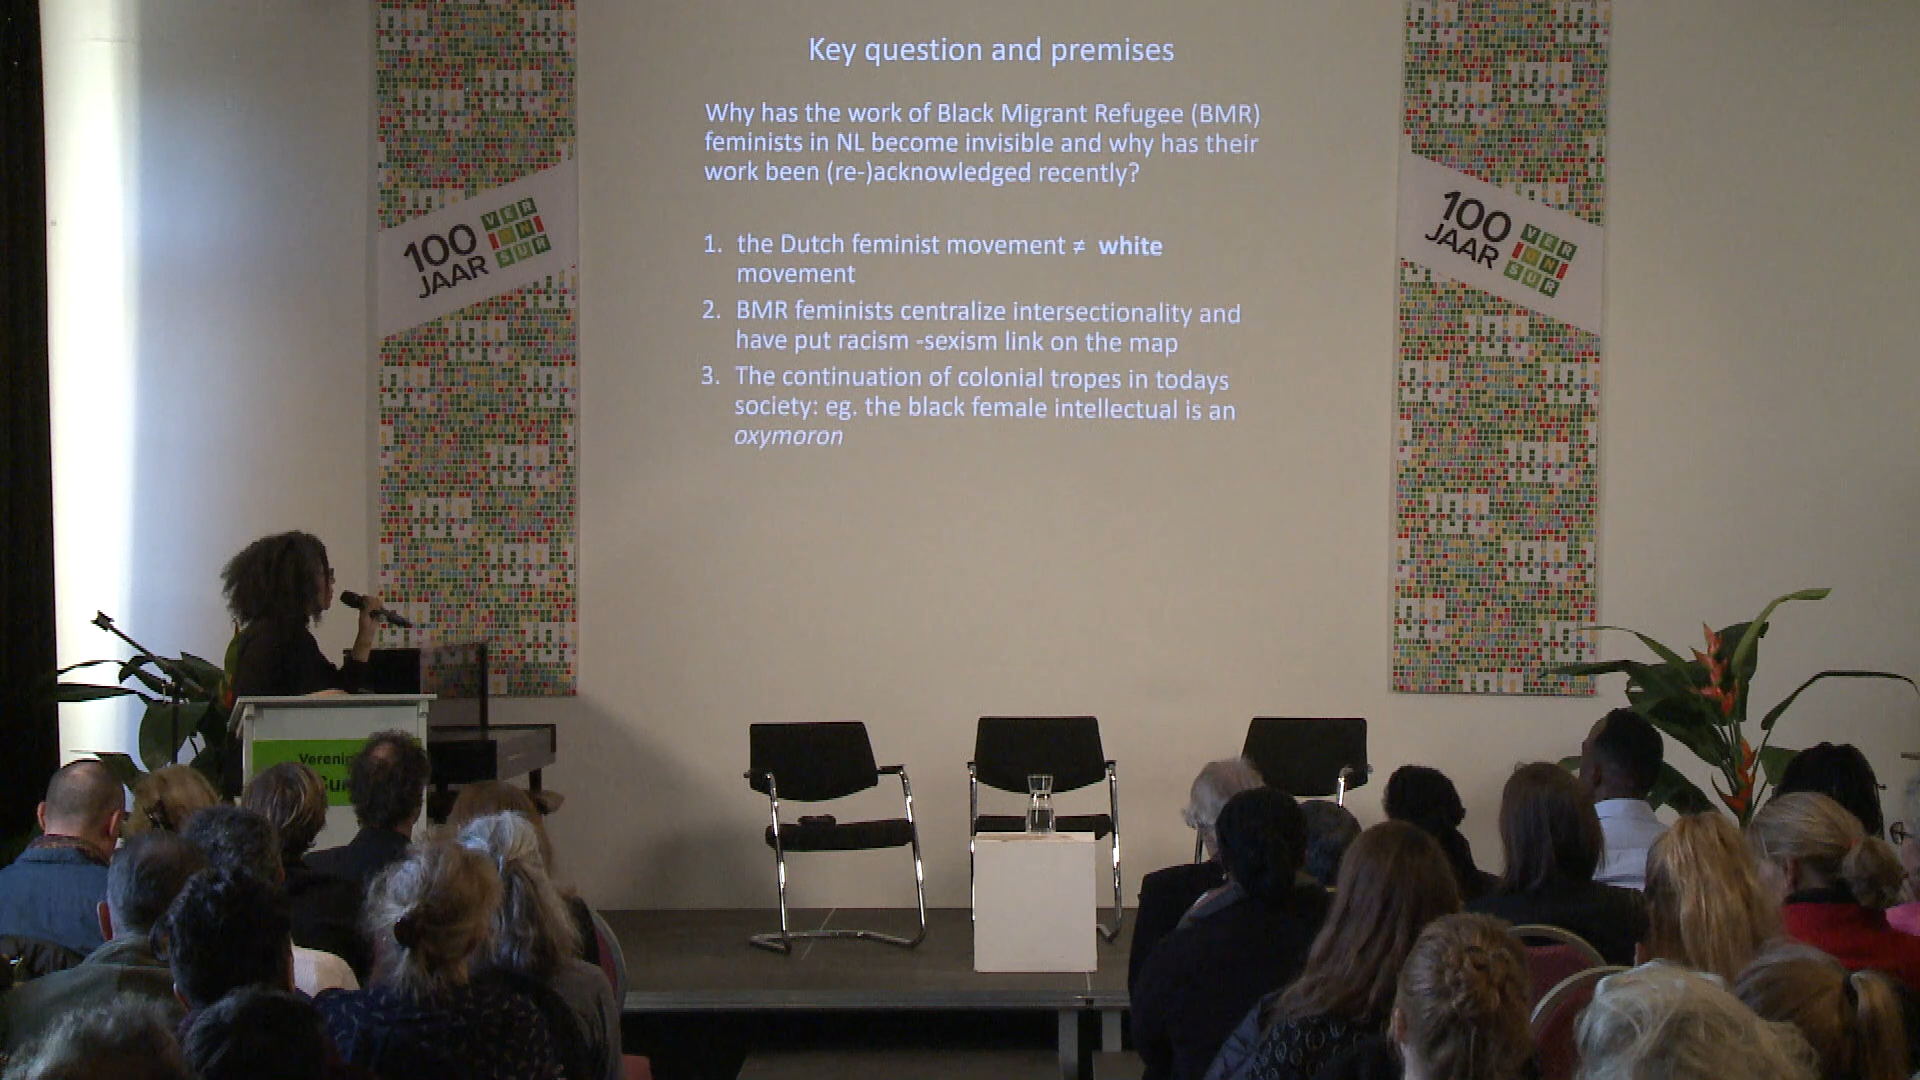 Key question and premises
Why has the work of Black Migrant Refugee (BMR)
feminists in NL become invisible and why has their
work been (re-)acknowledged recently?
1. the Dutch feminist movement ≠ white
movement
2. BMR feminists centralize intersectionality and
have put racism -sexism link on the map
3. The continuation of colonial tropes in todays
society: eg. the black female intellectual is an
oxymoron
100
JAAR
VER
UNI
SUR
100
JAAR
VER
UNI
SUR